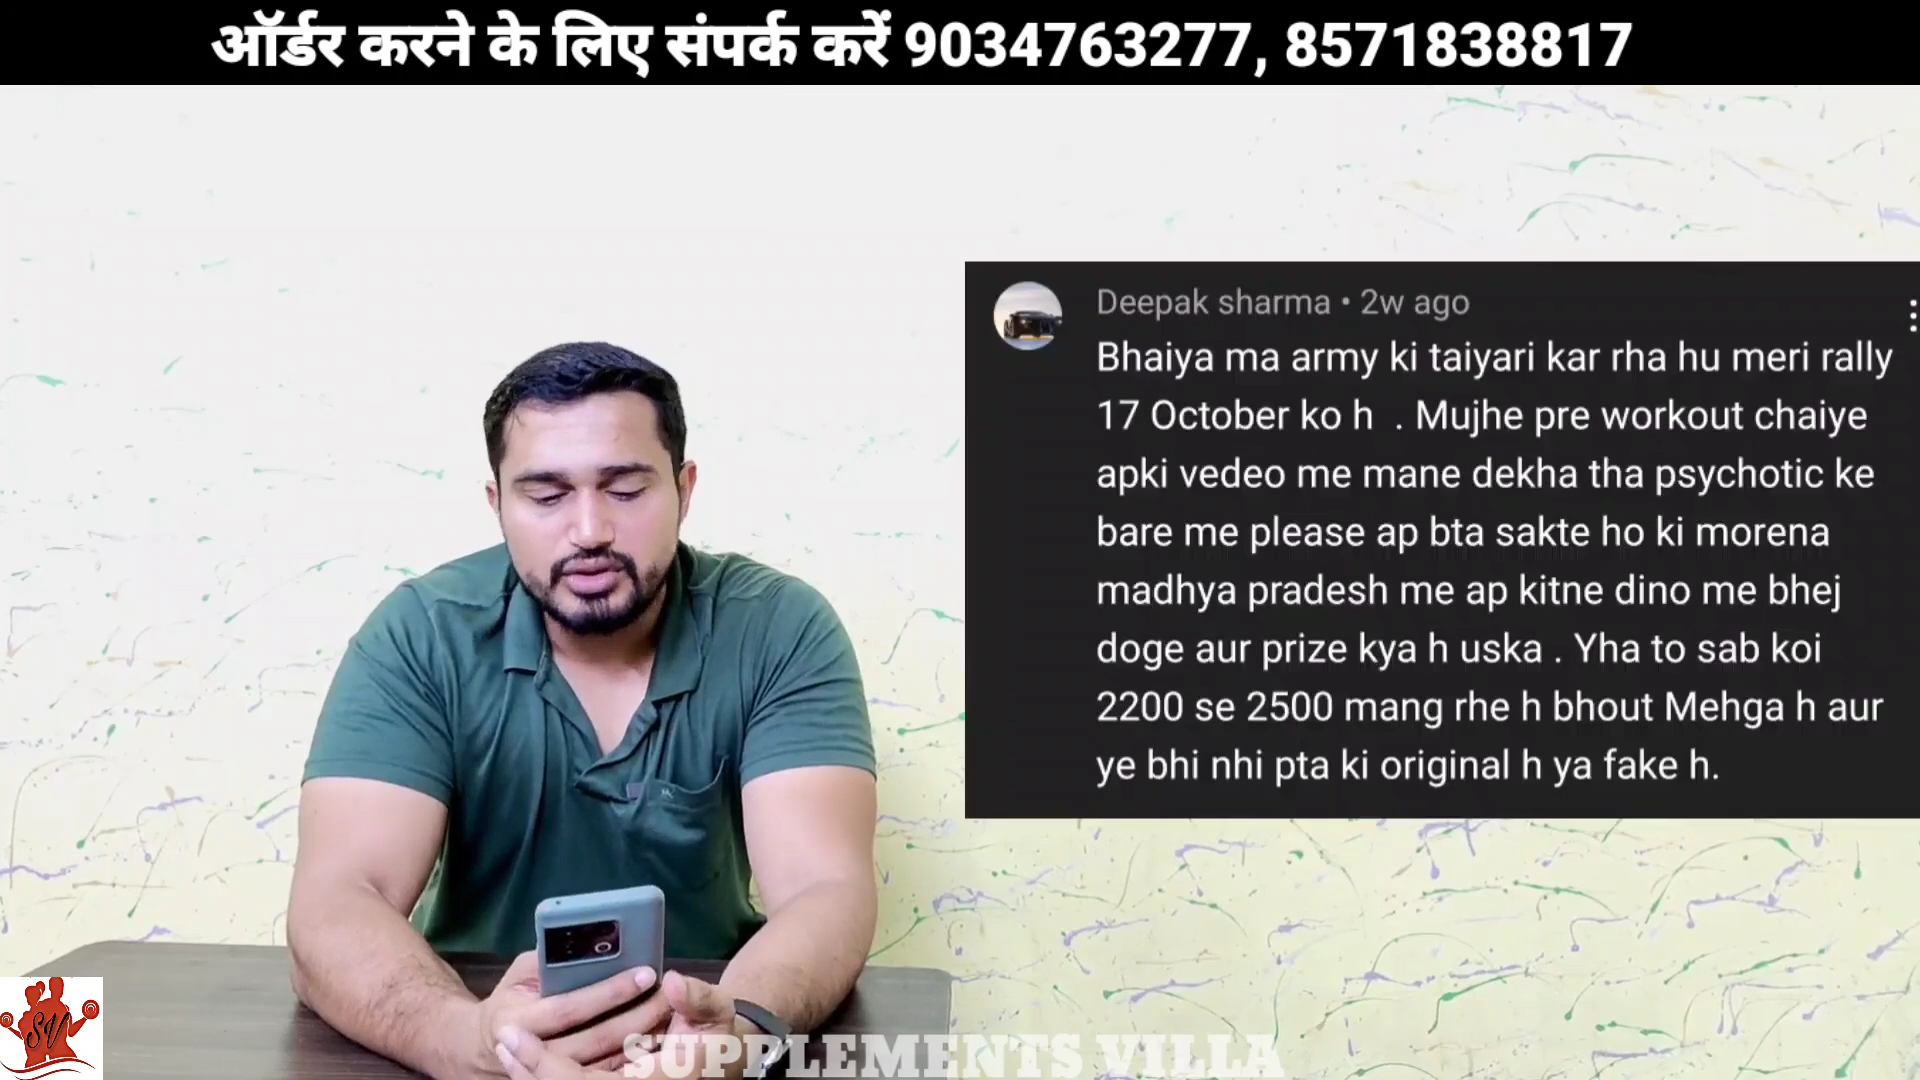 ऑर्डर करने के लिए संपर्क करें 9034763277, 8571838817
Deepak sharma • 2w ago
Bhaiya ma army ki taiyari kar rha hu meri rally
17 October ko h . Mujhe pre workout chaiye
apki vedeo me mane dekha tha psychotic ke
bare me please ap bta sakte ho ki morena
madhya pradesh me ap kitne dino me bhej
doge aur prize kya h uska . Yha to sab koi
2200 se 2500 mang rhe h bhout Mehga h aur
ye bhi nhi pta ki original h ya fake h.
SV
SUPPLEMENTS VILLA